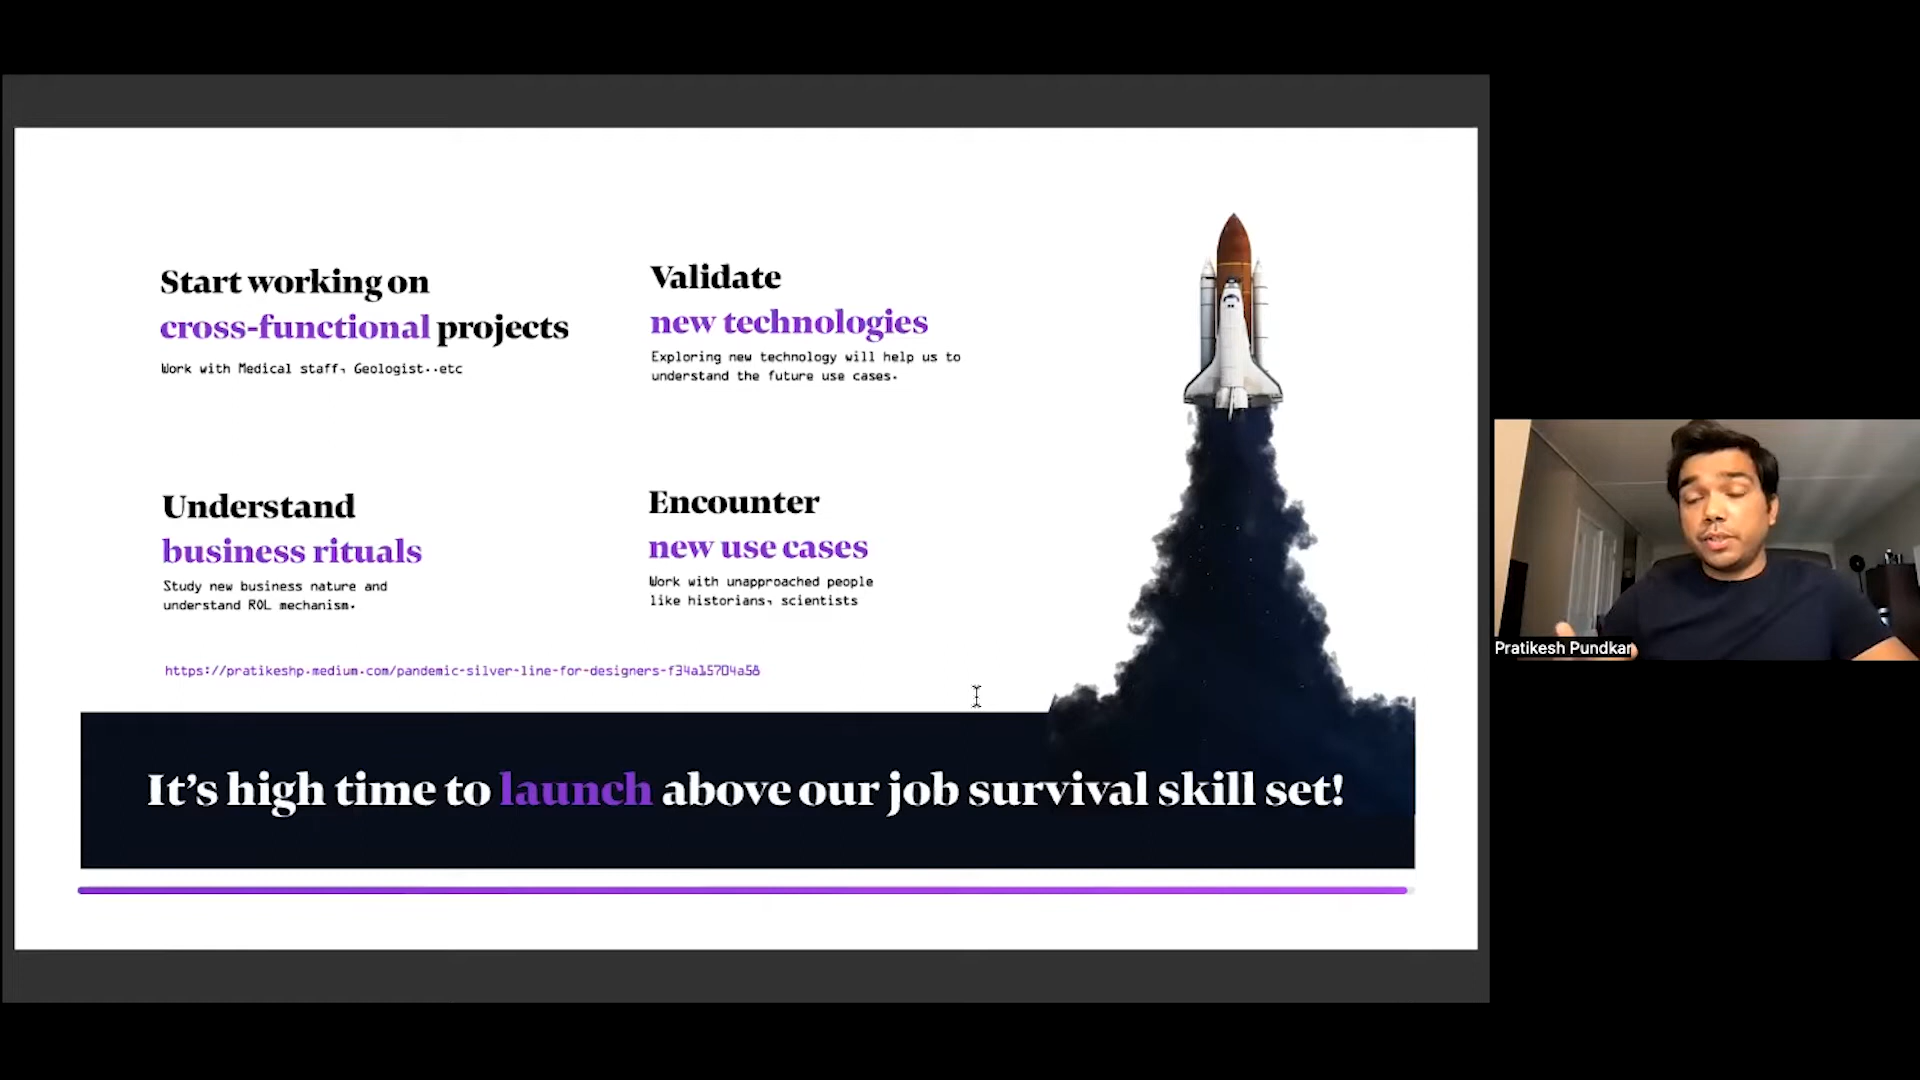 Start working on
cross-functional projects
Work with Medical staff, Geologist..etc
Validate
new technologies
Exploring new technology will help us to
understand the future use cases.
Understand
business rituals
Study new business nature and
understand ROL mechanism.
Encounter
new use cases
Work with unapproached people
like historians, scientists
https://pratikeshp.medium.com/pandemic-silver-line-for-designers-f34a15704a58
It's high time to launch above our job survival skill set!
Pratikesh Pundkar